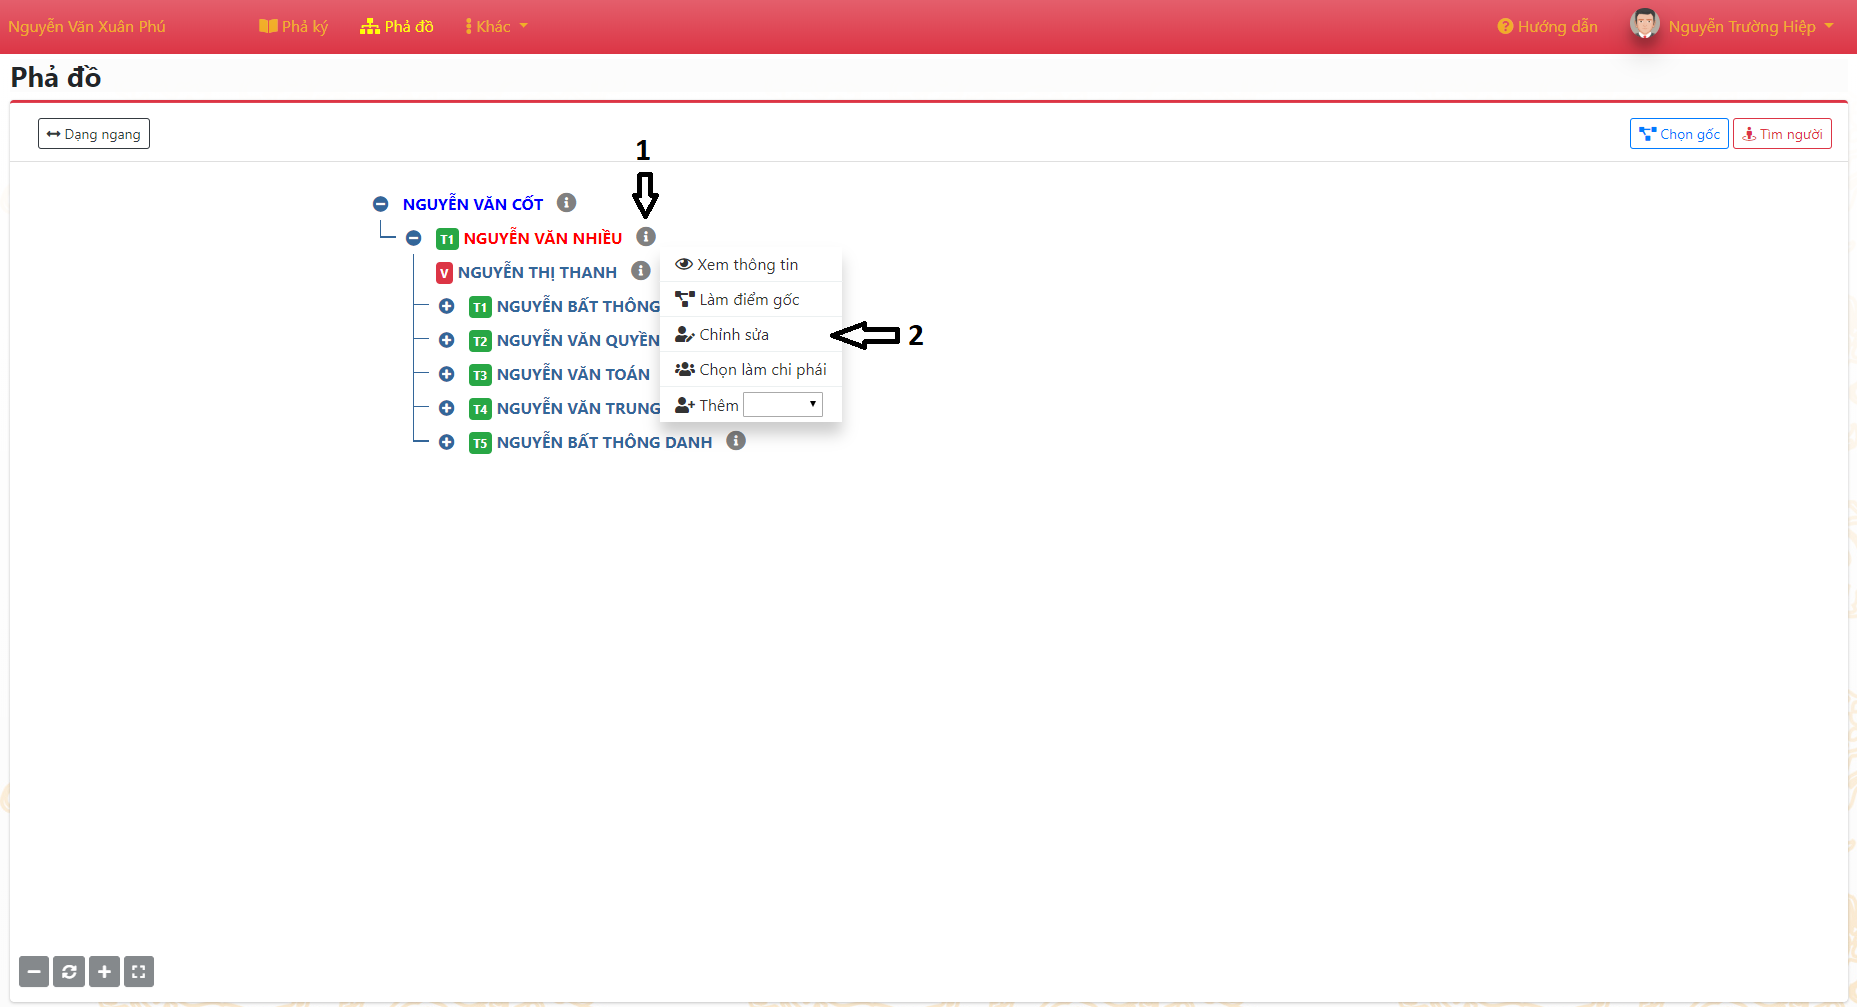 Nguyễn Văn Xuân Phú Phả ký Phả đồ Khác Hướng dẫn Nguyễn Trường Hiệp
Phả đồ
Dạng ngang Chọn gốc Tìm người
1
NGUYỄN VĂN CỐT
T1 NGUYỄN VĂN NHIỀU
V NGUYỄN THỊ THANH
Xem thông tin
Làm điểm gốc
Chỉnh sửa
2
Chọn làm chi phái
Thêm
T1 NGUYỄN BẤT THÔNG
T2 NGUYỄN VĂN QUYỀN
T3 NGUYỄN VĂN TOÁN
T4 NGUYỄN VĂN TRUNG
T5 NGUYỄN BẤT THÔNG DANH